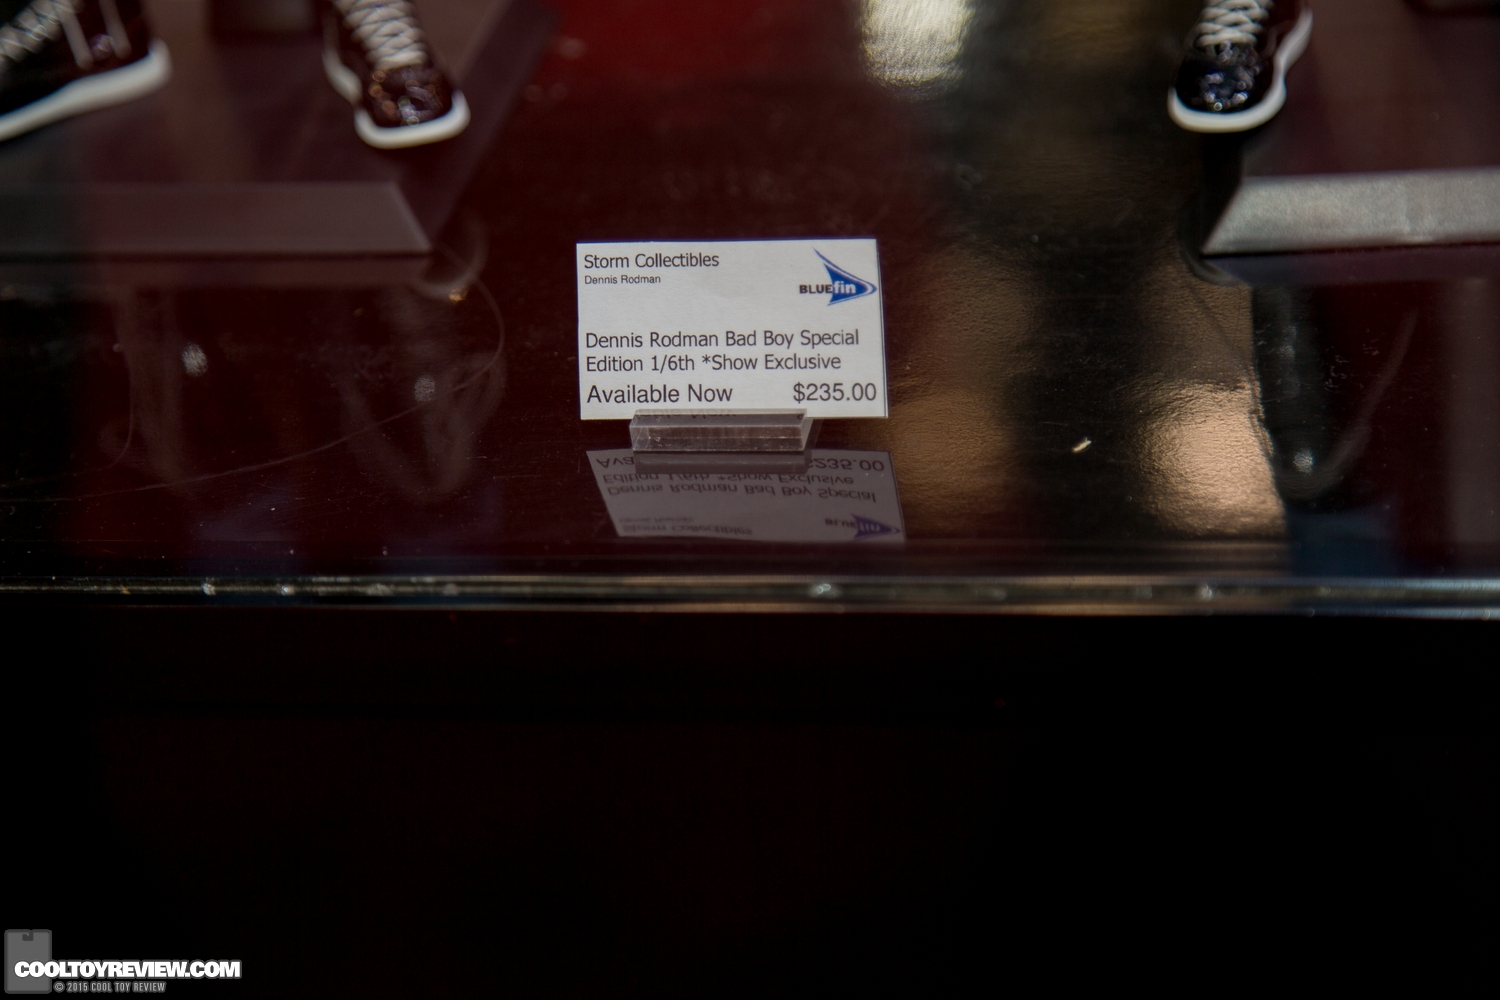 Storm Collectibles
Dennis Rodman
BLUEfin
Dennis Rodman Bad Boy Special
Edition 1/6th *Show Exclusive
Available Now $235.00
COOLTOYREVIEW.COM
© 2015 COOL TOY REVIEW